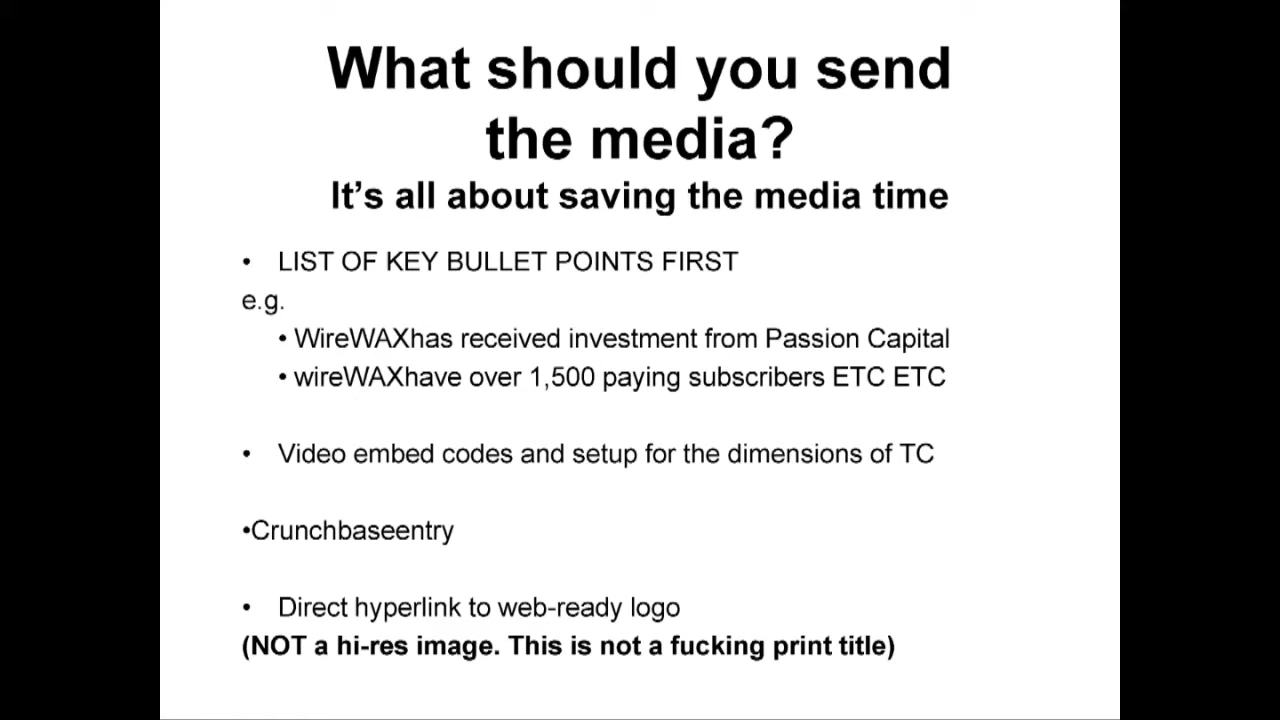 What should you send
the media?
It's all about saving the media time
• LIST OF KEY BULLET POINTS FIRST
e.g.
• WireWAXhas received investment from Passion Capital
• wireWAXhave over 1,500 paying subscribers ETC ETC
• Video embed codes and setup for the dimensions of TC
•Crunchbaseentry
• Direct hyperlink to web-ready logo
(NOT a hi-res image. This is not a fucking print title)